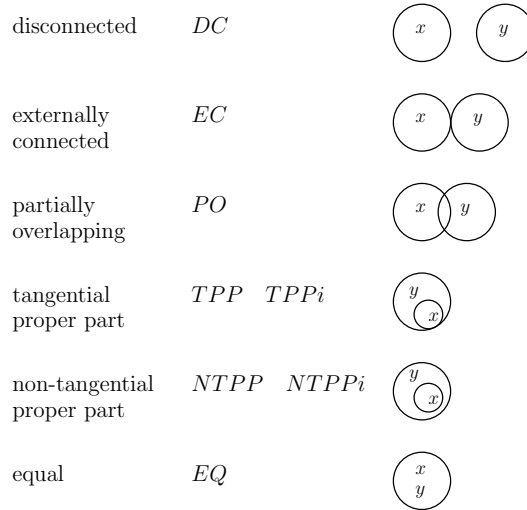 disconnected DC x y
externally EC x y
connected
partially PO x y
overlapping
tangential TPP TPPi y
proper part x
non-tangential NTPP NTPPi y
proper part x
equal EQ x
y